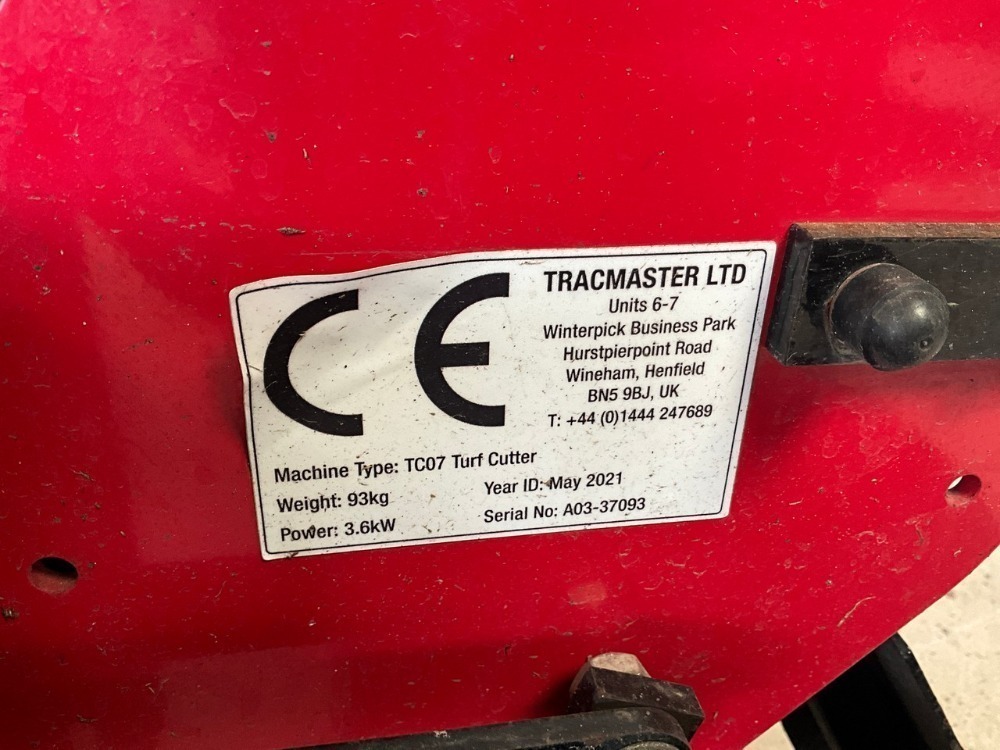 CE
TRACMASTER LTD
Units 6-7
Winterpick Business Park
Hurstpierpoint Road
Wineham, Henfield
BN5 9BJ, UK
T: +44 (0)1444 247689
Machine Type: TC07 Turf Cutter
Weight: 93kg
Year ID: May 2021
Power: 3.6kW
Serial No: A03-37093